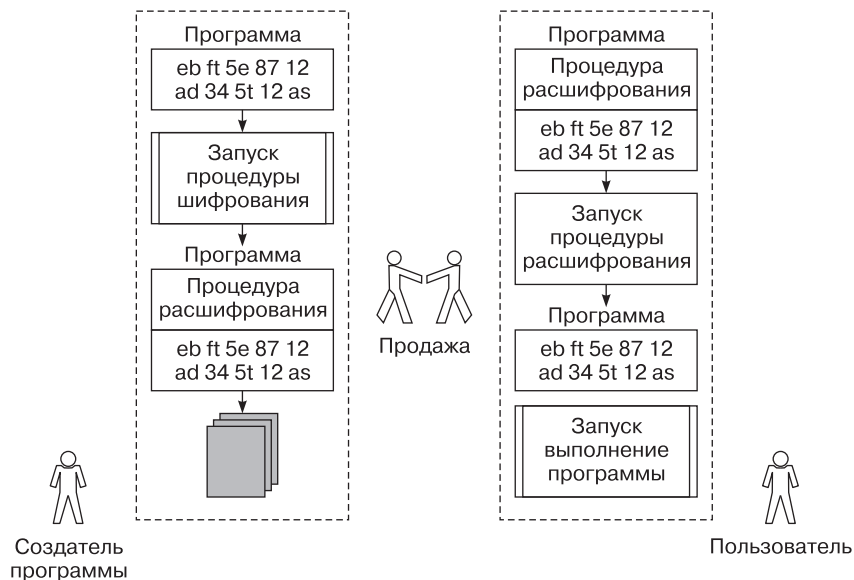 Программа
eb ft 5e 87 12
ad 34 5t 12 as
Запуск
процедуры
шифрования
Программа
Процедура
расшифрования
eb ft 5e 87 12
ad 34 5t 12 as
Создатель
программы
Продажа
Программа
Процедура
расшифрования
eb ft 5e 87 12
ad 34 5t 12 as
Запуск
процедуры
расшифрования
Программа
eb ft 5e 87 12
ad 34 5t 12 as
Запуск
выполнение
программы
Пользователь